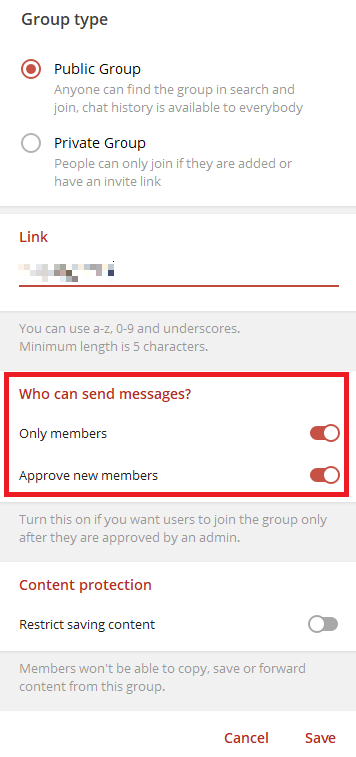 Group type
Public Group
Anyone can find the group in search and
join, chat history is available to everybody
Private Group
People can only join if they are added or
have an invite link
Link
You can use a-z, 0-9 and underscores.
Minimum length is 5 characters.
Who can send messages?
Only members
Approve new members
Turn this on if you want users to join the group only
after they are approved by an admin.
Content protection
Restrict saving content
Members won't be able to copy, save or forward
content from this group.
Cancel Save